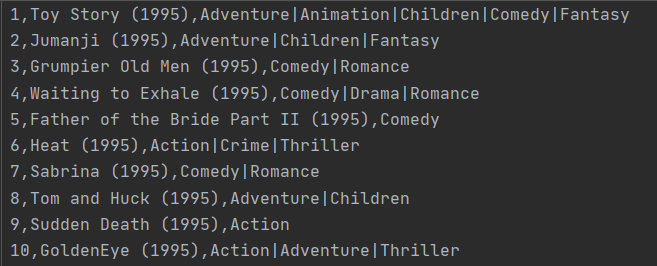 1,Toy Story (1995),Adventure|Animation|Children|Comedy|Fantasy
2,Jumanji (1995),Adventure|Children|Fantasy
3,Grumpier Old Men (1995),Comedy|Romance
4,Waiting to Exhale (1995),Comedy|Drama|Romance
5,Father of the Bride Part II (1995),Comedy
6,Heat (1995),Action|Crime|Thriller
7,Sabrina (1995),Comedy|Romance
8,Tom and Huck (1995),Adventure|Children
9,Sudden Death (1995),Action
10,GoldenEye (1995),Action|Adventure|Thriller